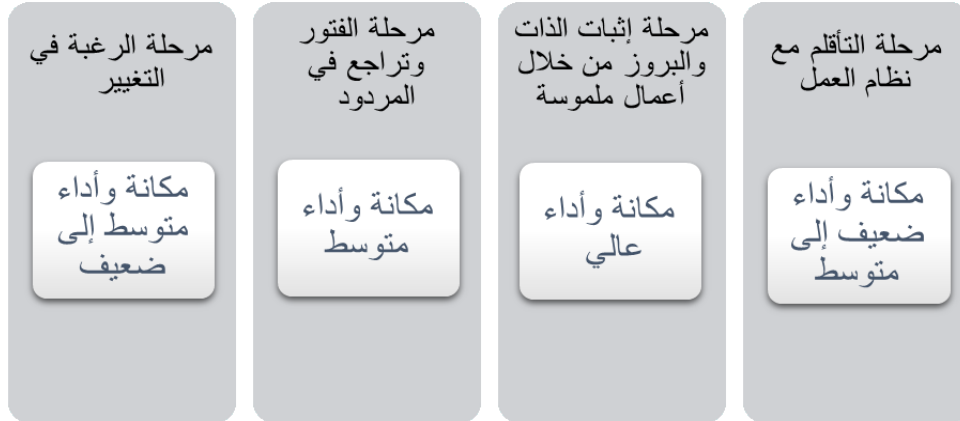 مرحلة التأقلم مع
نظام العمل
مكانة وأداء
ضعيف إلى
متوسط
مرحلة إثبات الذات
والبروز من خلال
أعمال ملموسة
مكانة وأداء
عالي
مرحلة الفتور
وتراجع في
المردود
مكانة وأداء
متوسط
مرحلة الرغبة في
التغيير
مكانة وأداء
متوسط إلى
ضعيف